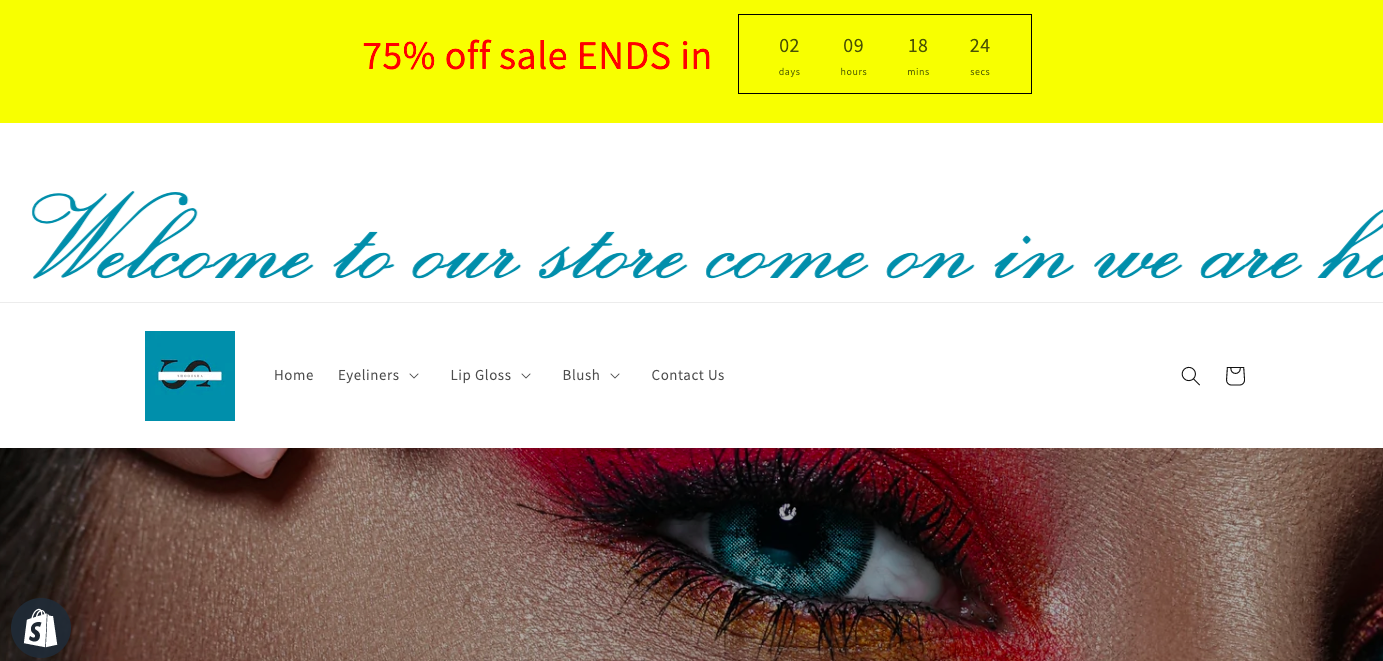 75% off sale ENDS in
02 09 18 24
days hours mins secs
Welcome to our store come on in we are
Home Eyeliners Lip Gloss Blush Contact Us